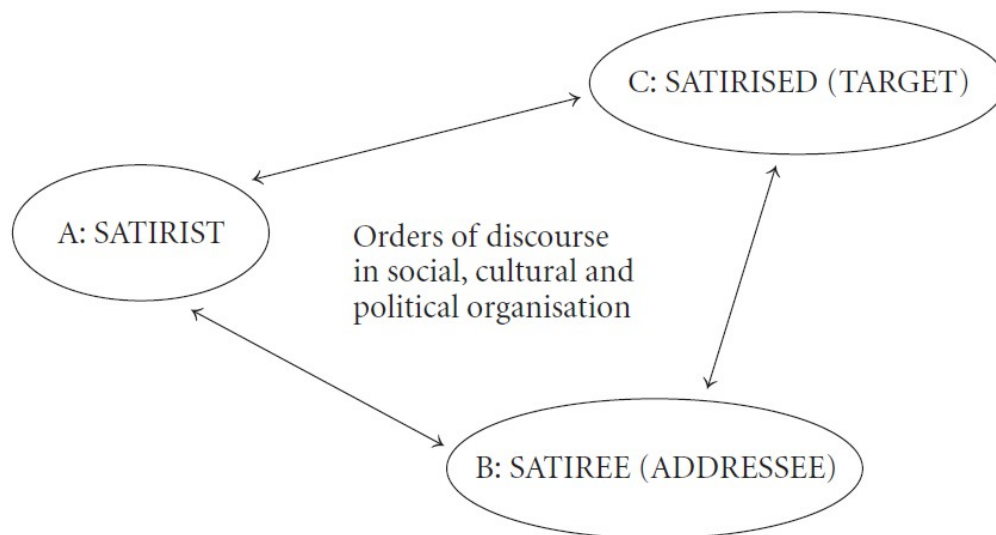 C: SATIRISED (TARGET)
A: SATIRIST
Orders of discourse
in social, cultural and
political organisation
B: SATIREE (ADDRESSEE)